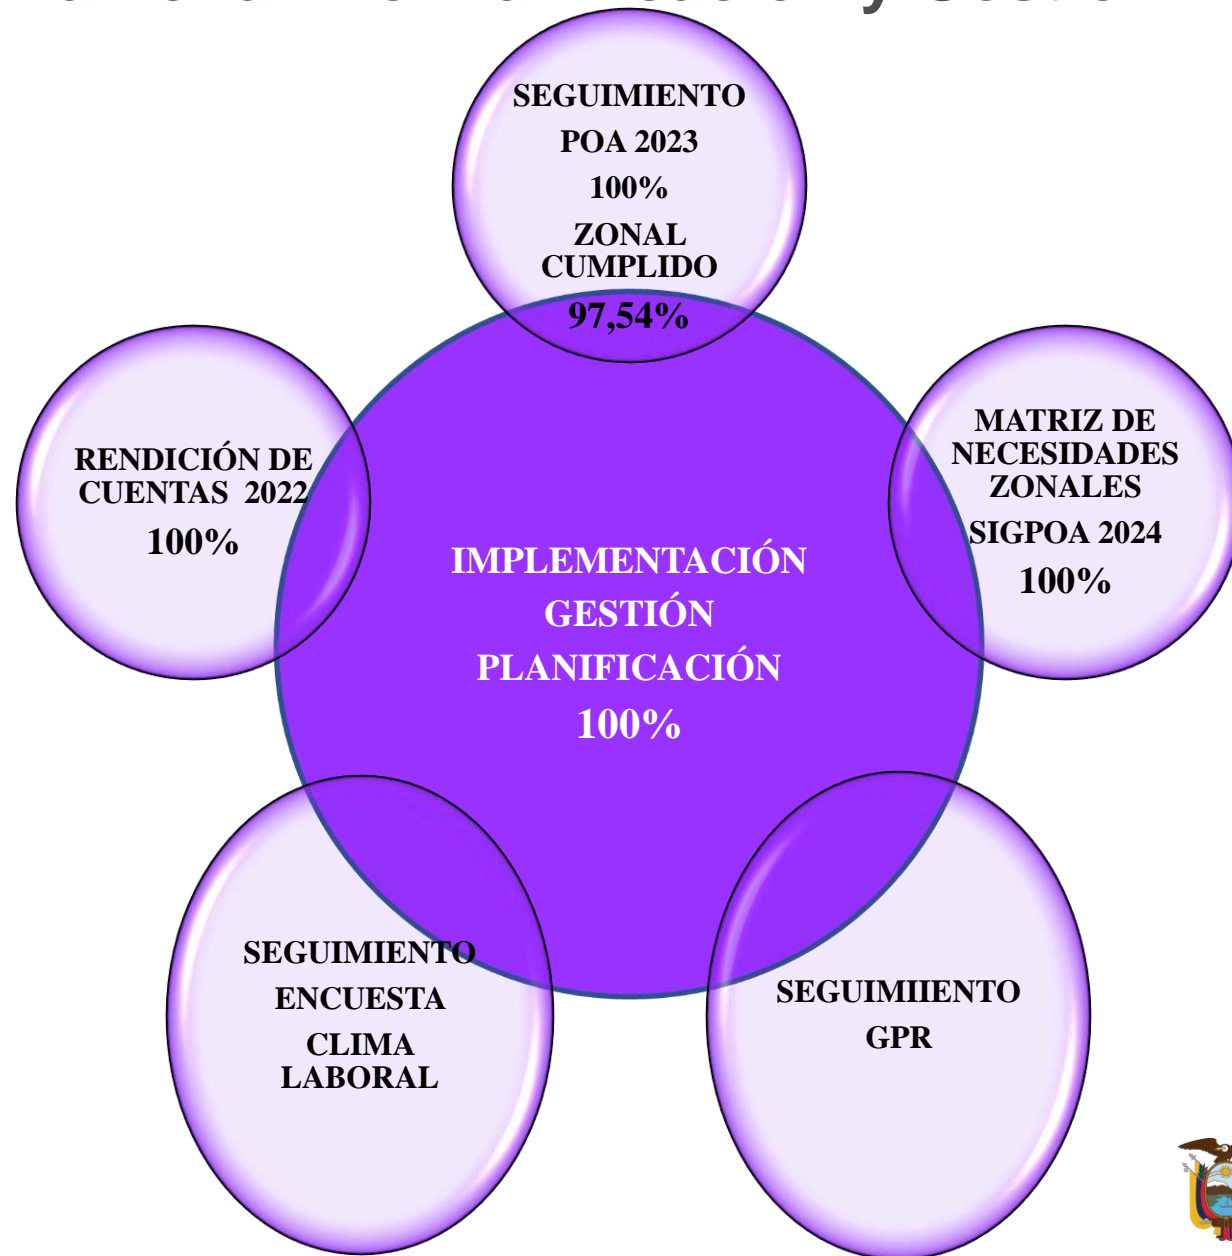 SEGUIMIENTO
POA 2023
100%
ZONAL
CUMPLIDO
97,54%
RENDICIÓN DE
CUENTAS 2022
100%
MATRIZ DE
NECESIDADES
ZONALES
SIGPOA 2024
100%
IMPLEMENTACIÓN
GESTIÓN
PLANIFICACIÓN
100%
SEGUIMIENTO
ENCUESTA
CLIMA
LABORAL
SEGUIMIIENTO
GPR